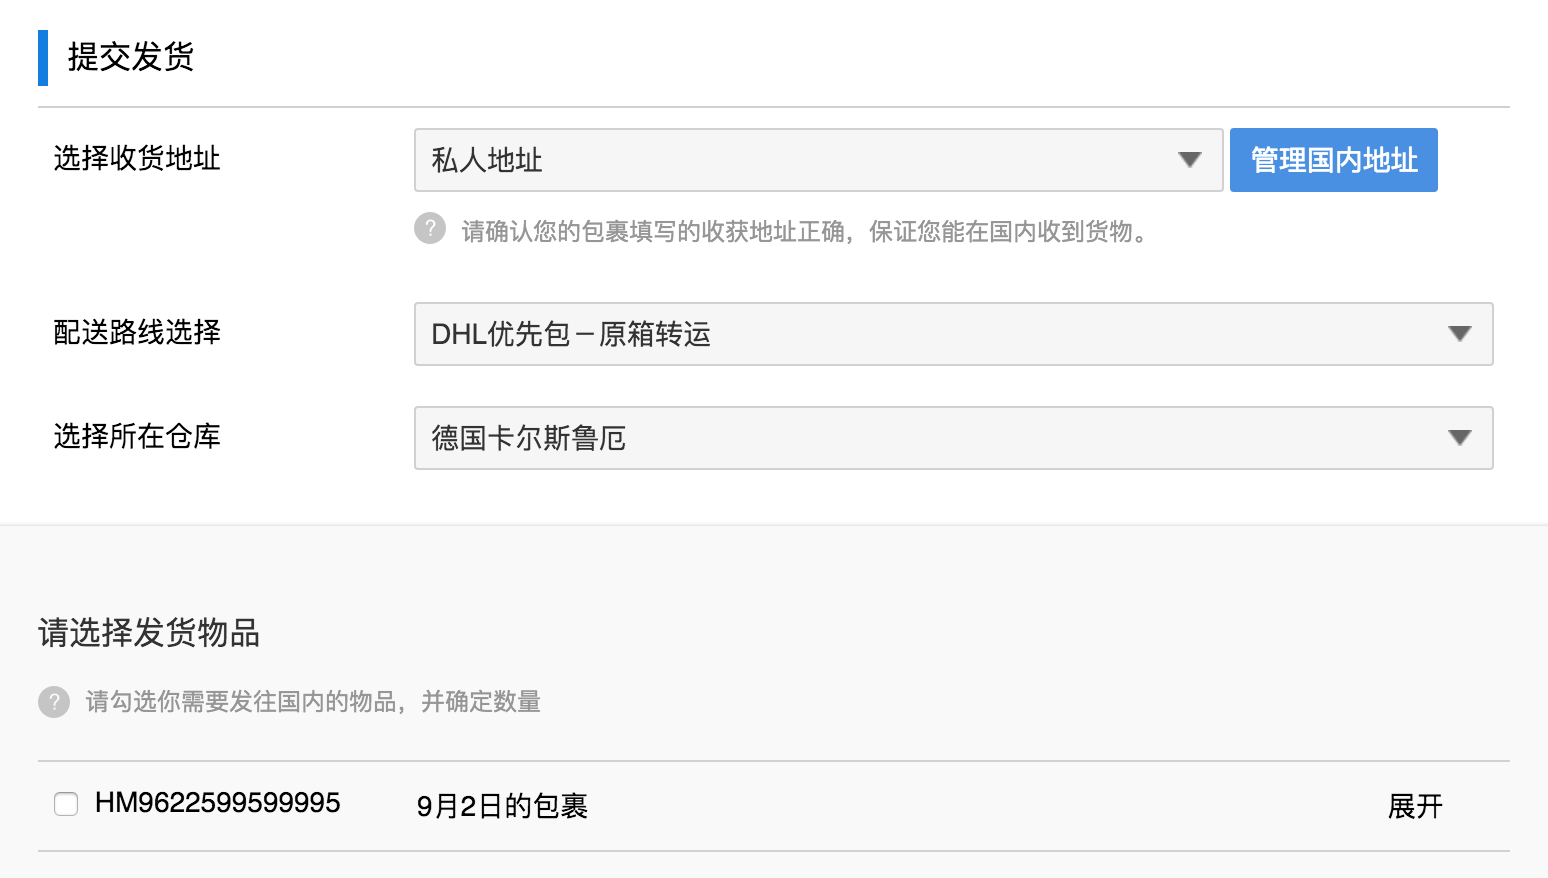 提交发货
选择收货地址
私人地址
管理国内地址
? 请确认您的包裹填写的收获地址正确，保证您能在国内收到货物。
配送路线选择
DHL优先包－原箱转运
选择所在仓库
德国卡尔斯鲁厄
请选择发货物品
? 请勾选你需要发往国内的物品，并确定数量
HM9622599599995 9月2日的包裹 展开